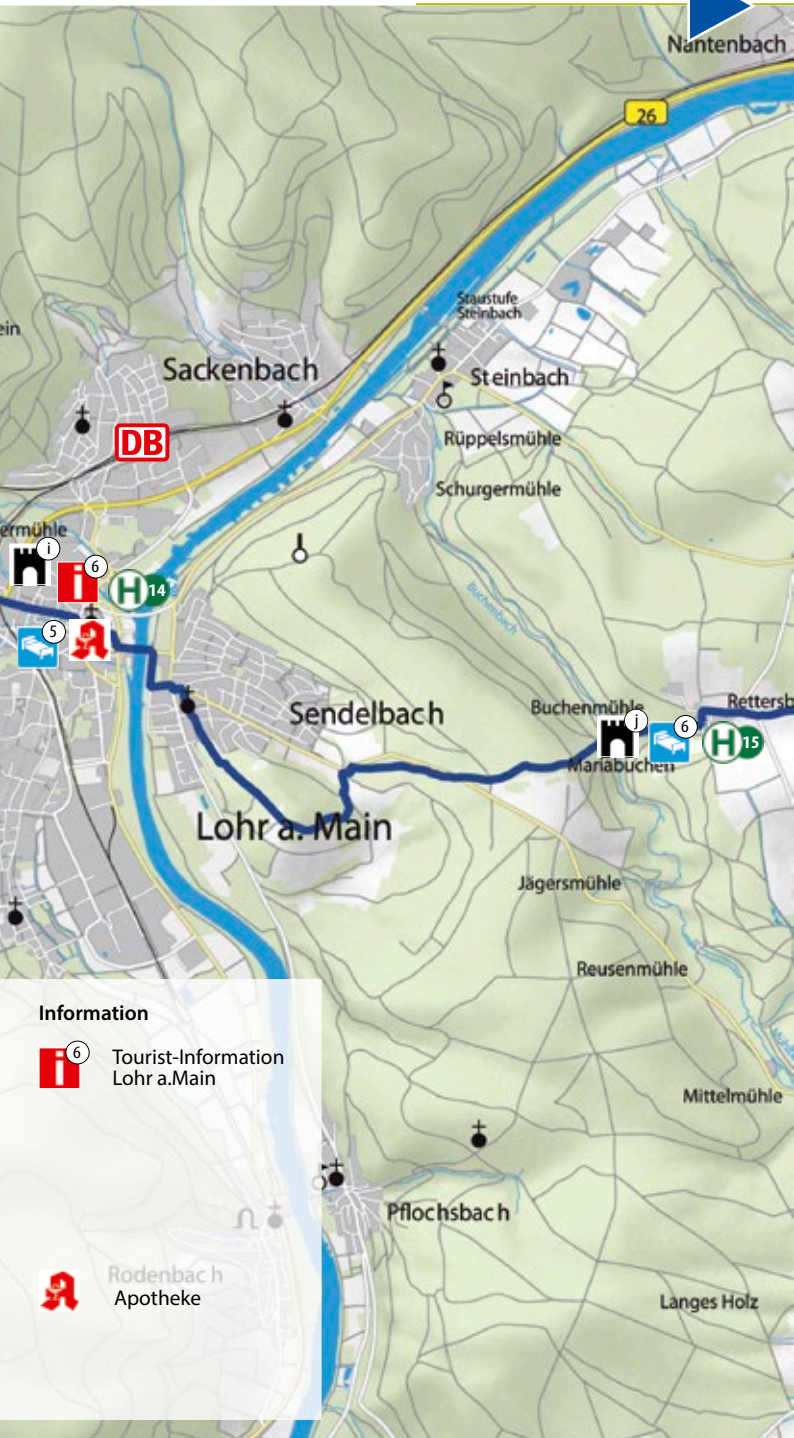 Nantenbach
26
Staustufe
Steinbach
ein
Sackenbach
Steinbach
DB
Rüppelsmühle
Schurgermühle
ermühle
i
i 6
H 14
Buchenbach
5
A
Sendelbach
Buchenmühle
Rettersb
j
6
H 15
Mariabuchen
Lohr a. Main
Jägersmühle
Reusenmühle
Information
i 6
Tourist-Information
Lohr a.Main
Mittelmühle
Pflochsbach
Rodenbach
A
Apotheke
Langes Holz